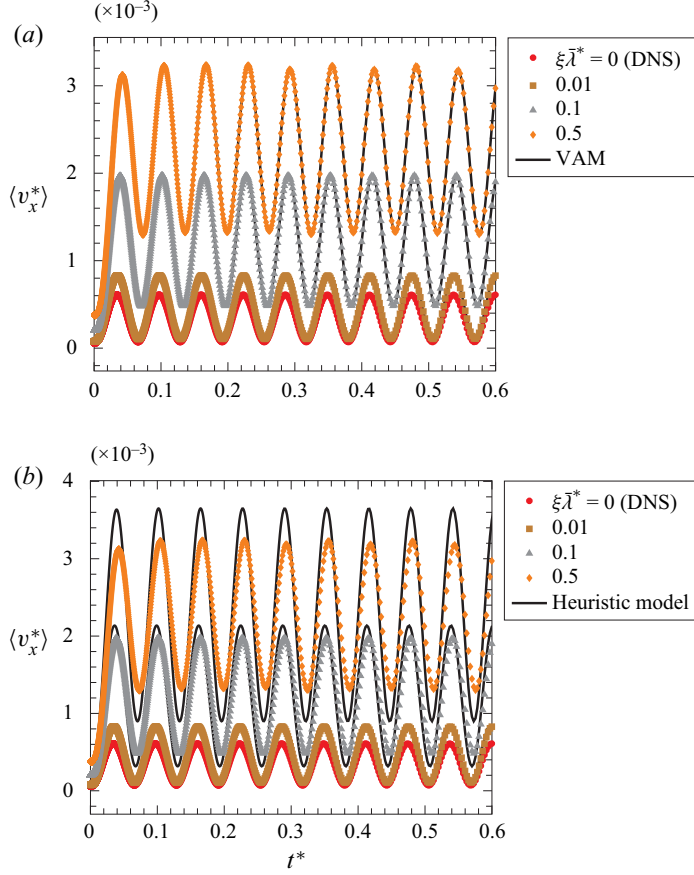 (×10⁻³)
(a)
3
2
⟨v*ₓ⟩
1
0
0 0.1 0.2 0.3 0.4 0.5 0.6
ξλ̄* = 0 (DNS)
0.01
0.1
0.5
VAM
(×10⁻³)
(b)
4
3
⟨v*ₓ⟩
2
1
0
0 0.1 0.2 0.3 0.4 0.5 0.6
t*
ξλ̄* = 0 (DNS)
0.01
0.1
0.5
Heuristic model